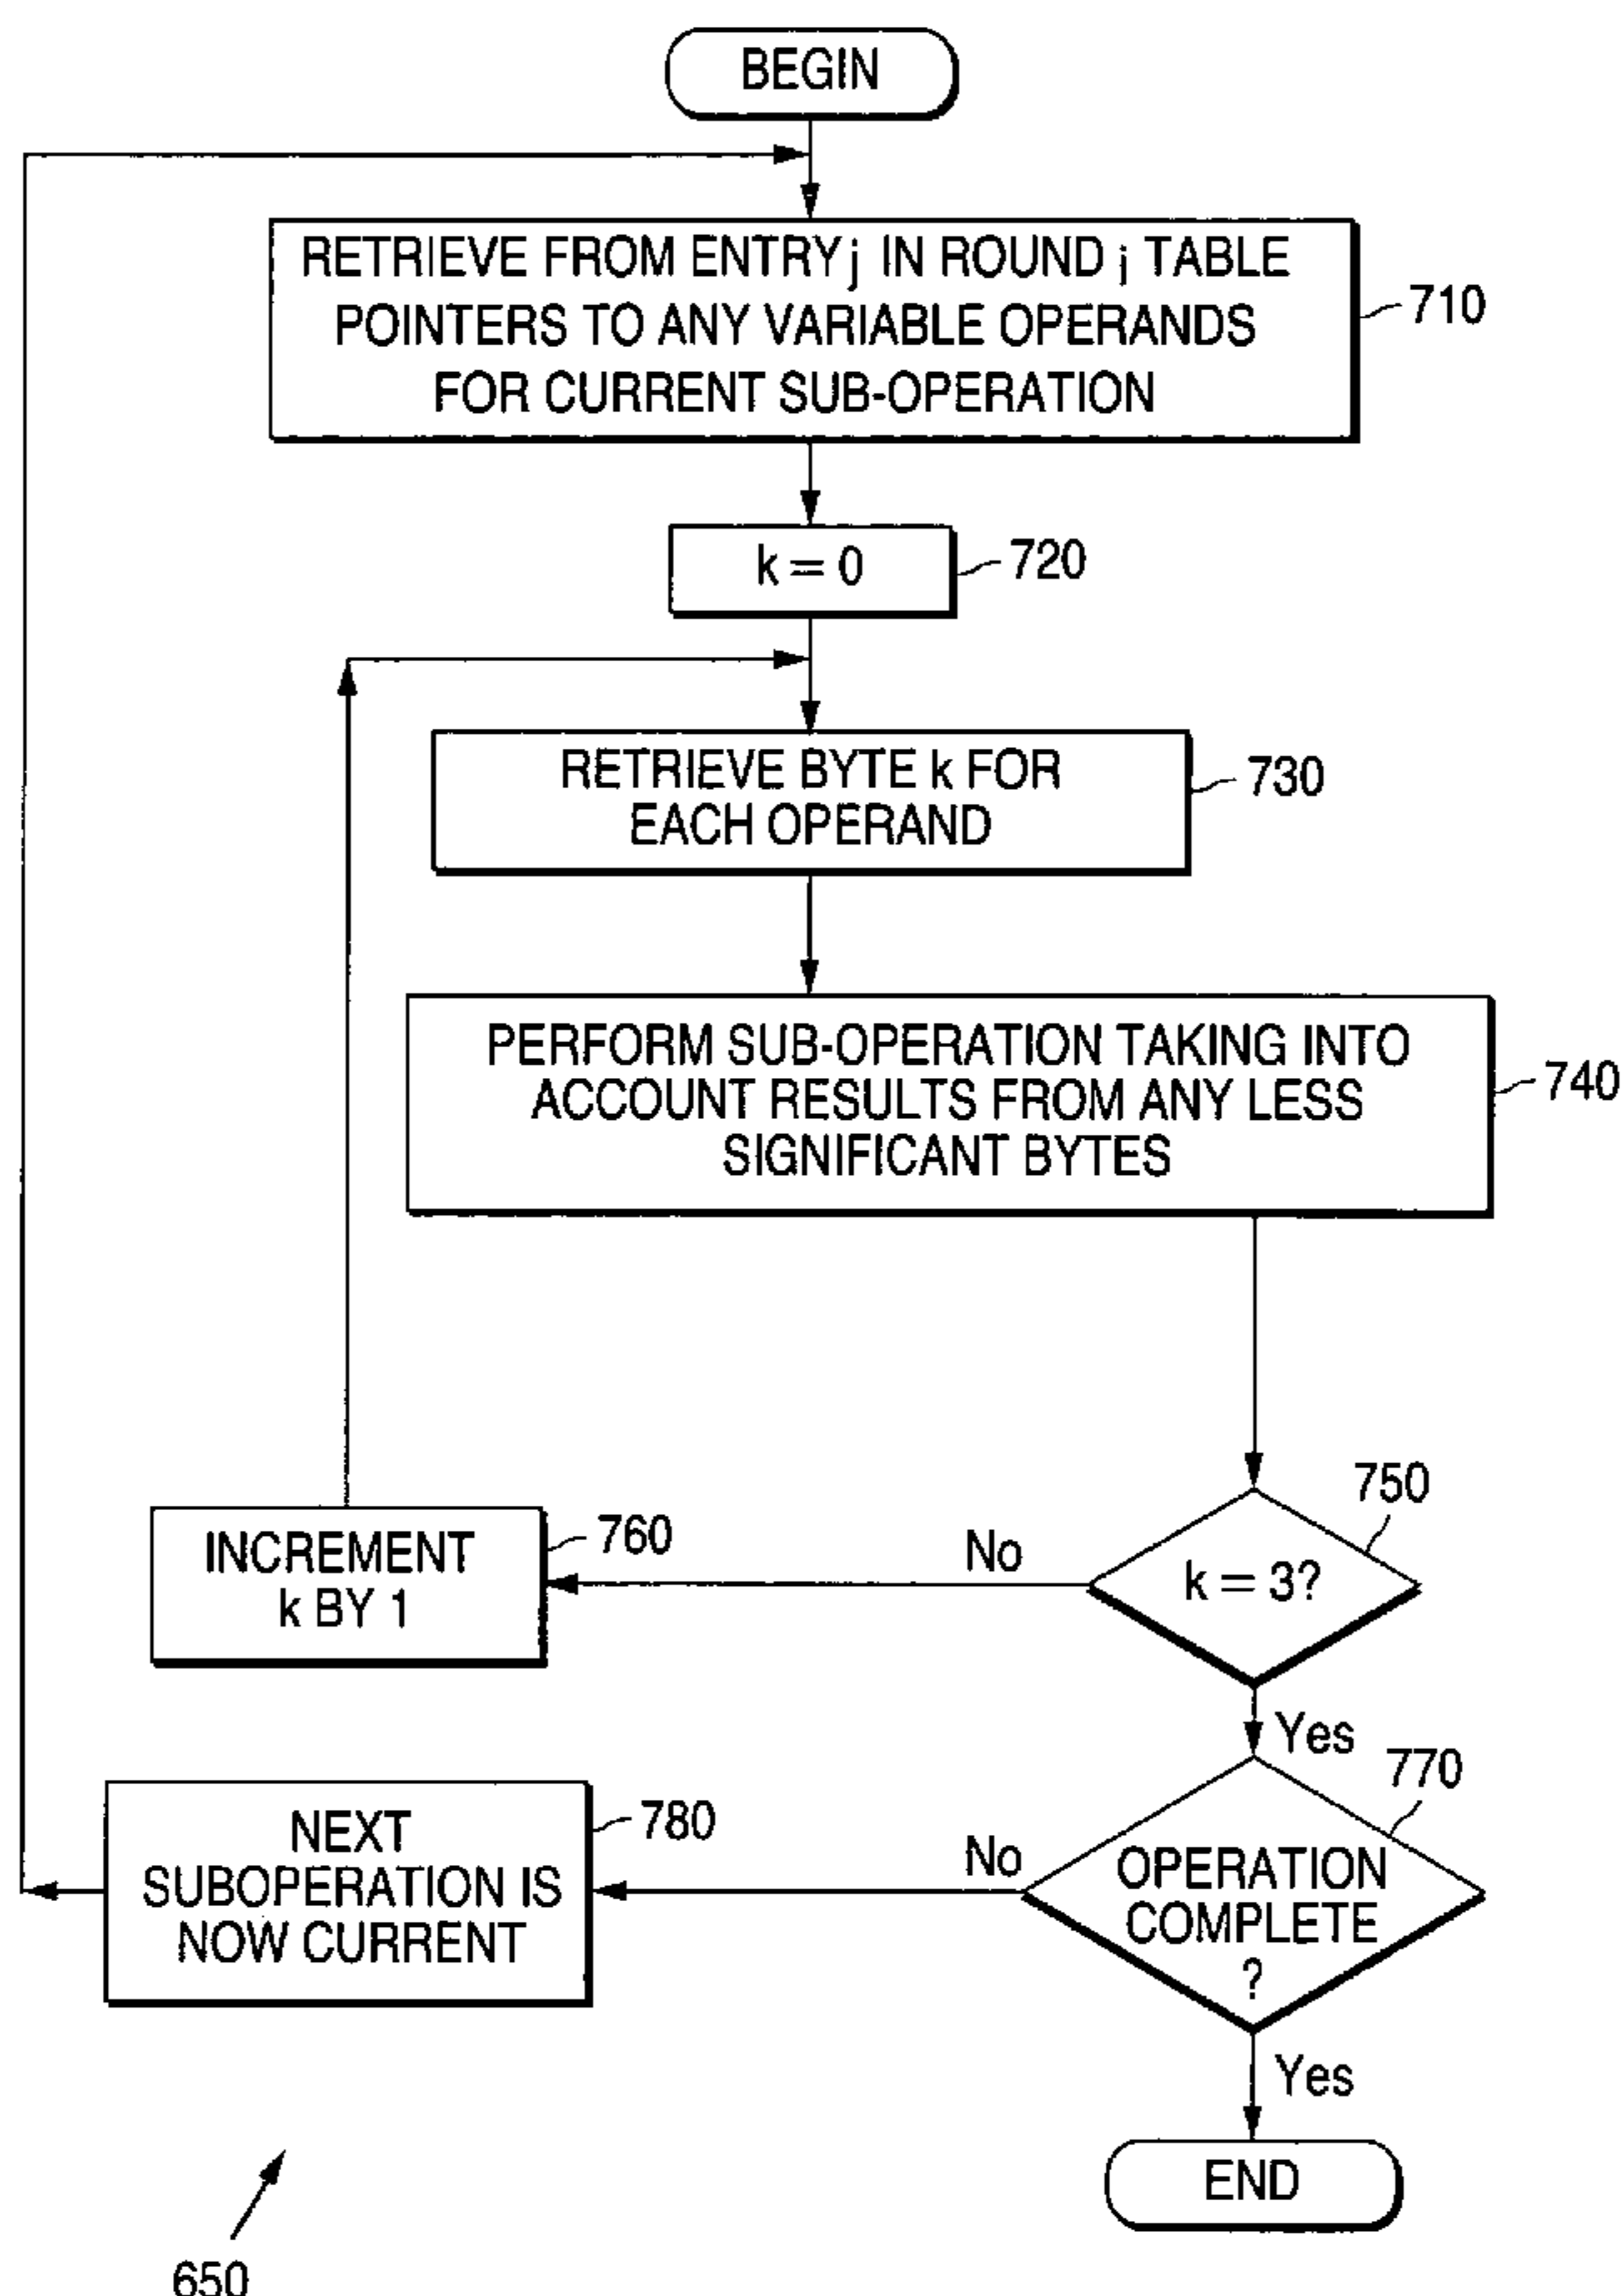 BEGIN
RETRIEVE FROM ENTRY j IN ROUND j TABLE
POINTERS TO ANY VARIABLE OPERANDS
FOR CURRENT SUB-OPERATION
710
k = 0
720
RETRIEVE BYTE k FOR
EACH OPERAND
730
PERFORM SUB-OPERATION TAKING INTO
ACCOUNT RESULTS FROM ANY LESS
SIGNIFICANT BYTES
740
750
k = 3?
No
INCREMENT
k BY 1
760
Yes
770
OPERATION
COMPLETE
?
No
NEXT
SUBOPERATION IS
NOW CURRENT
780
Yes
END
650